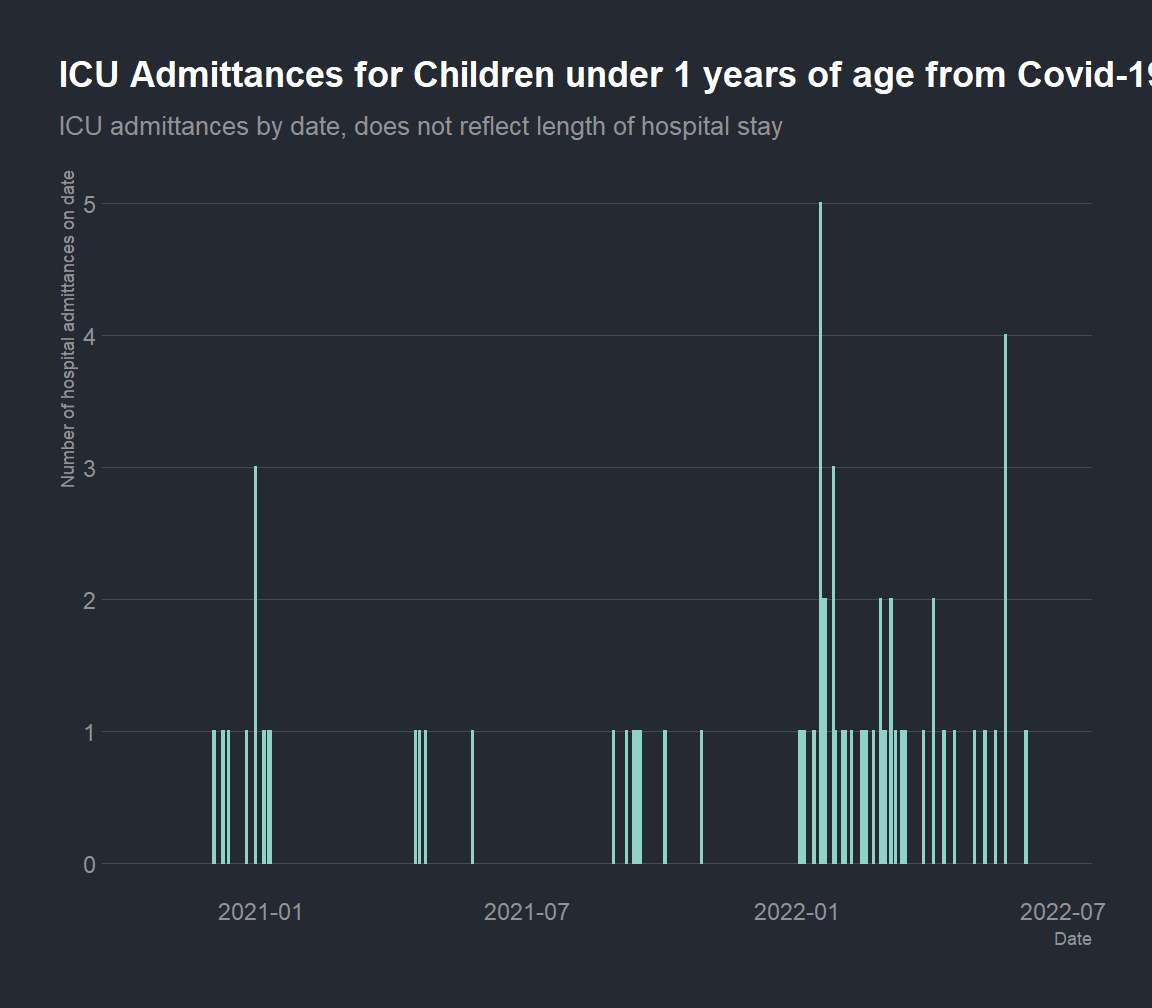 ICU Admittances for Children under 1 years of age from Covid-19
ICU admittances by date, does not reflect length of hospital stay
Number of hospital admittances on date
5
4
3
2
1
0
2021-01
2021-07
2022-01
2022-07
Date